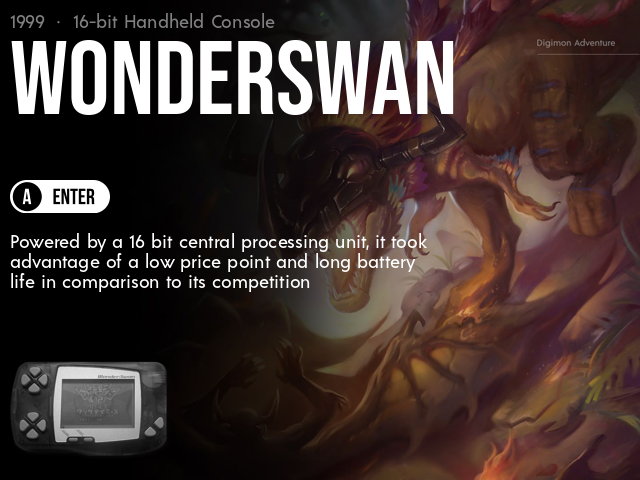 1999 · 16-bit Handheld Console
Digimon Adventure
WONDERSWAN
A ENTER
Powered by a 16 bit central processing unit, it took
advantage of a low price point and long battery
life in comparison to its competition
WonderSwan